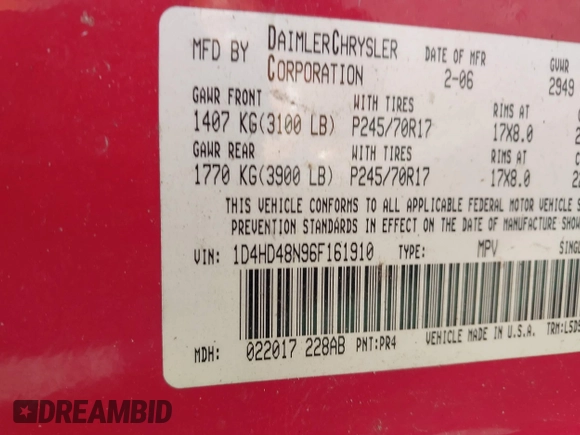 MFD BY DAIMLERCHRYSLER CORPORATION DATE OF MFR 2-06 GVWR 2949
GAWR FRONT WITH TIRES RIMS AT
1407 KG(3100 LB) P245/70R17 17X8.0
GAWR REAR WITH TIRES RIMS AT
1770 KG(3900 LB) P245/70R17 17X8.0
THIS VEHICLE CONFORMS TO ALL APPLICABLE FEDERAL MOTOR VEHICLE
PREVENTION STANDARDS IN EFFECT ON THE DATE OF MANUFACTURE SHOW
VIN: 1D4HD48N96F161910 TYPE: MPV
MDH: 022017 228AB PNT:PR4 VEHICLE MADE IN U.S.A.
DREAMBID